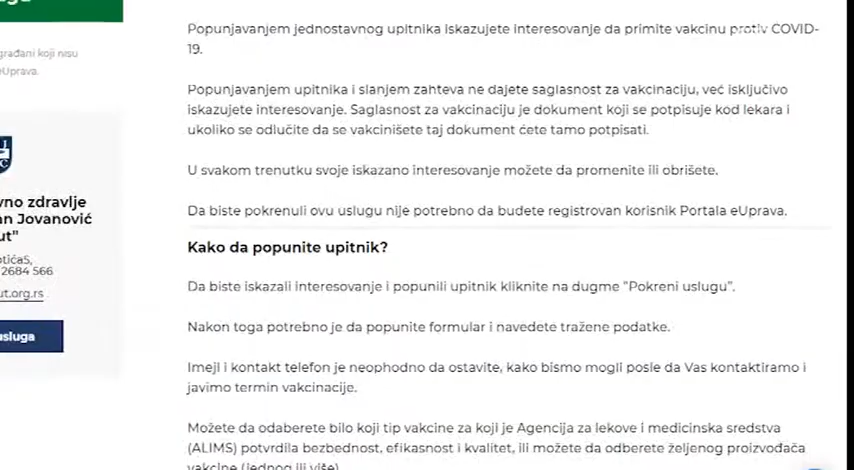 građani koji nisu
eUprava.
vno zdravlje
an Jovanović
ut"
otića5,
2684 566
ut.org.rs
usluga
Popunjavanjem jednostavnog upitnika iskazujete interesovanje da primite vakcinu protiv COVID-
19.
Popunjavanjem upitnika i slanjem zahteva ne dajete saglasnost za vakcinaciju, već isključivo
iskazujete interesovanje. Saglasnost za vakcinaciju je dokument koji se potpisuje kod lekara i
ukoliko se odlučite da se vakcinišete taj dokument ćete tamo potpisati.
U svakom trenutku svoje iskazano interesovanje možete da promenite ili obrišete.
Da biste pokrenuli ovu uslugu nije potrebno da budete registrovan korisnik Portala eUprava.
Kako da popunite upitnik?
Da biste iskazali interesovanje i popunili upitnik kliknite na dugme "Pokreni uslugu".
Nakon toga potrebno je da popunite formular i navedete tražene podatke.
Imejl i kontakt telefon je neophodno da ostavite, kako bismo mogli posle da Vas kontaktiramo i
javimo termin vakcinacije.
Možete da odaberete bilo koji tip vakcine za koji je Agencija za lekove i medicinska sredstva
(ALIMS) potvrdila bezbednost, efikasnost i kvalitet, ili možete da odberete željenog proizvođača
vakcine (jednog ili više)